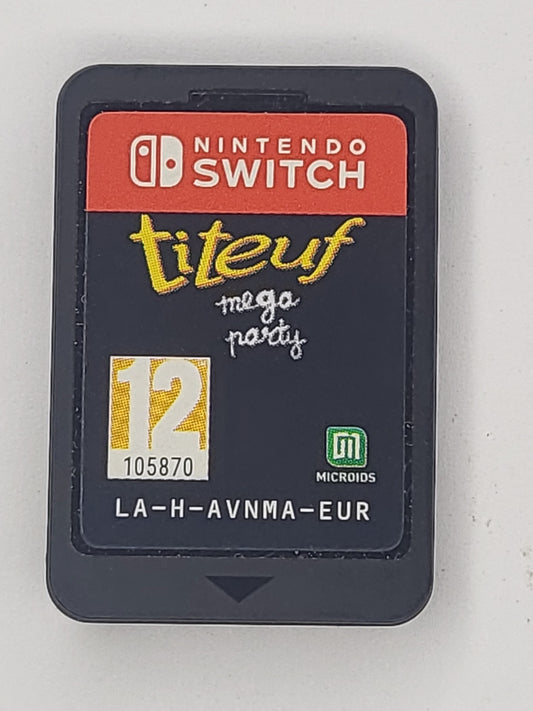 NINTENDO
SWITCH
titeuf
mega
party
12
105870
MICROIDS
LA-H-AVNMA-EUR